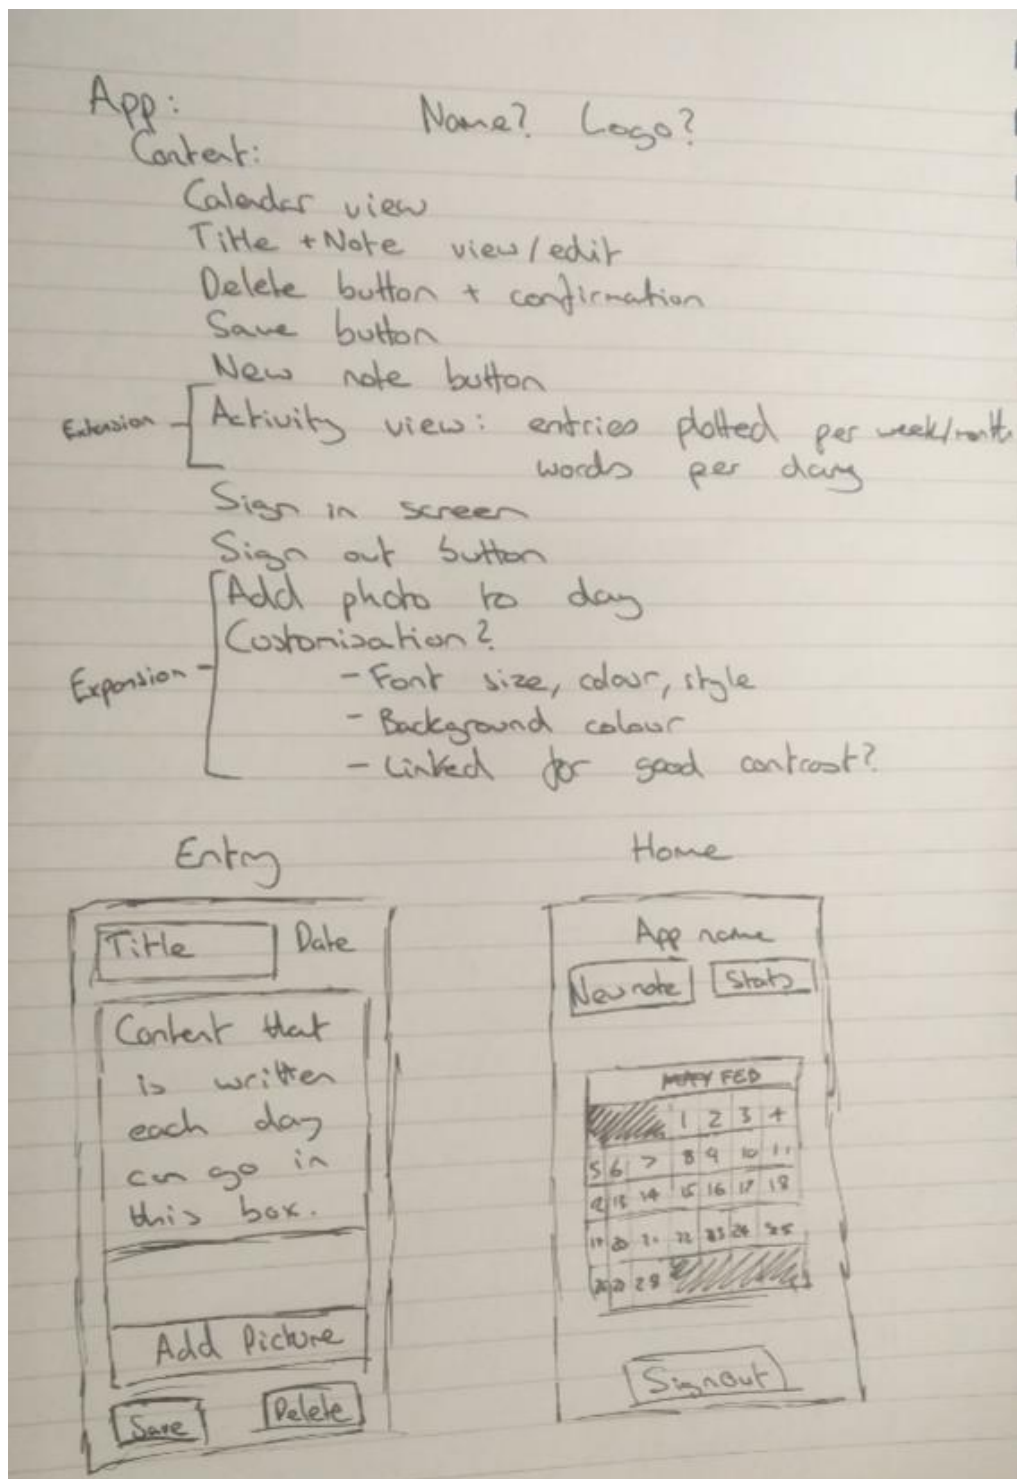 App: Name? Logo?
Content:
Calendar view
Title + Note view/edit
Delete button + confirmation
Save button
New note button
Extension
Activity view: entries plotted per week/month
words per day
Sign in screen
Sign out button
Expansion
Add photo to day
Customisation?
- Font size, colour, style
- Background colour
- Linked for good contrast?
Entry
Title Date
Content that
is written
each day
can go in
this box.
Add Picture
Save Delete
Home
App name
New note Stats
MAY FEB
1 2 3 4
5 6 7 8 9 10 11
12 13 14 15 16 17 18
19 20 21 22 23 24 25
26 27 28
Sign Out